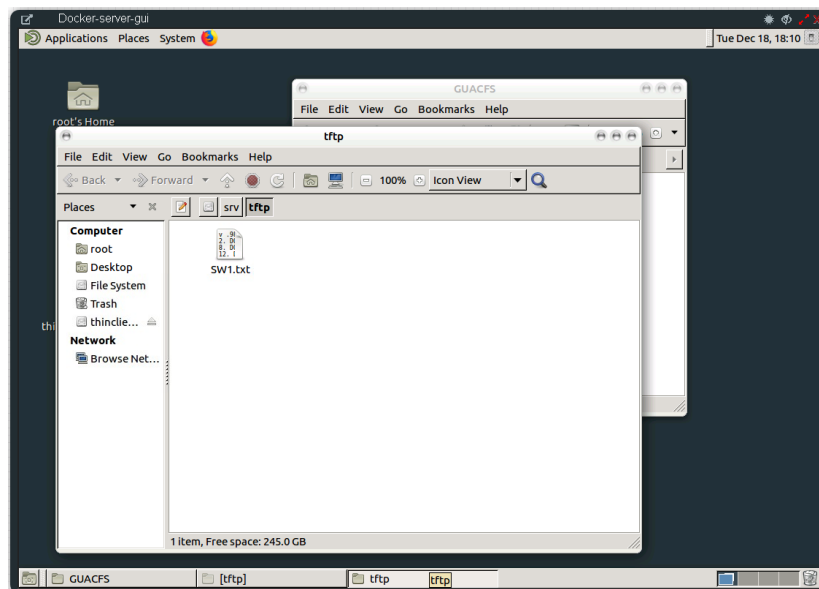 Docker-server-gui
Applications Places System
Tue Dec 18, 18:10
root's Home
GUACFS
File Edit View Go Bookmarks Help
tftp
File Edit View Go Bookmarks Help
Back Forward 100% Icon View
Places srv tftp
Computer
root
Desktop
File System
Trash
thinclie...
thi
Network
Browse Net...
SW1.txt
1 item, Free space: 245.0 GB
GUACFS [tftp] tftp tftp